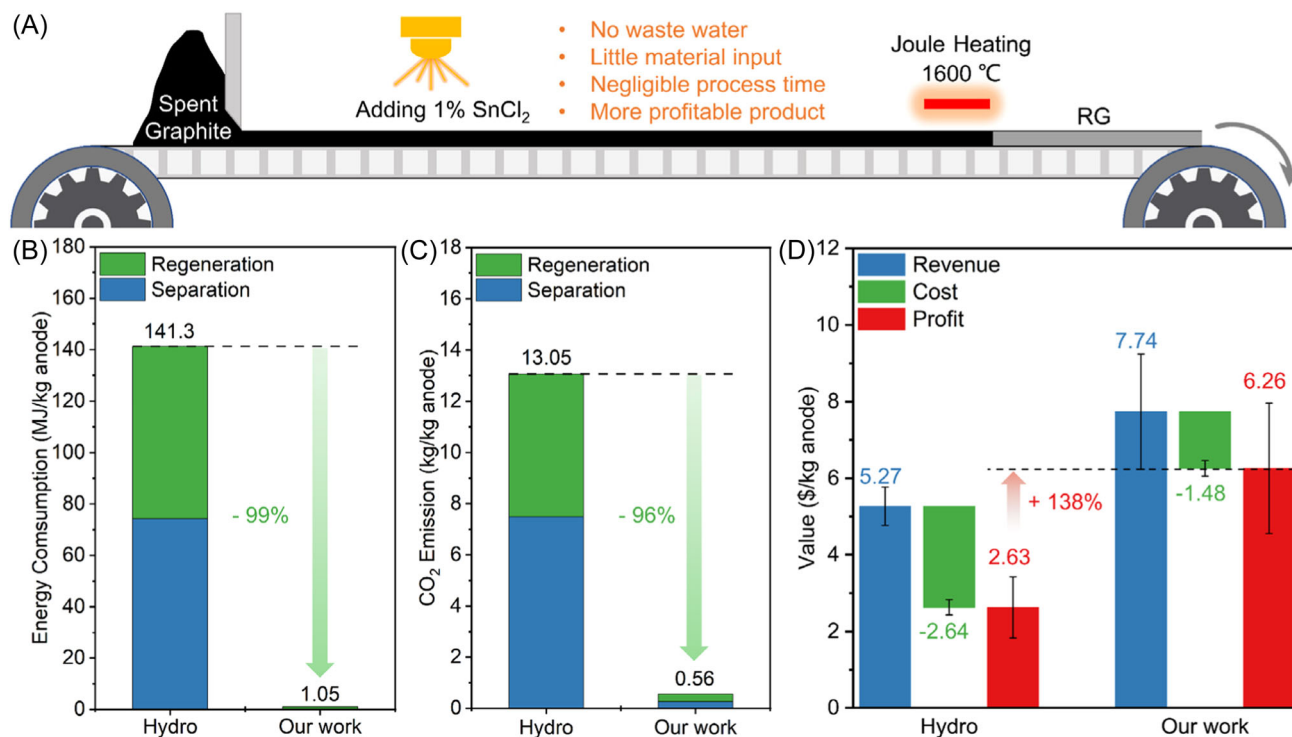 (A)
Spent
Graphite
Adding 1% SnCl₂
• No waste water
• Little material input
• Negligible process time
• More profitable product
Joule Heating
1600 ℃
RG
(B)
Energy Comsumption (MJ/kg anode)
180
160
140
120
100
80
60
40
20
0
Regeneration
Separation
141.3
- 99%
1.05
Hydro
Our work
(C)
CO₂ Emission (kg/kg anode)
18
16
14
12
10
8
6
4
2
0
Regeneration
Separation
13.05
- 96%
0.56
Hydro
Our work
(D)
Value ($/kg anode)
12
10
8
6
4
2
0
Revenue
Cost
Profit
5.27
-2.64
2.63
+ 138%
7.74
-1.48
6.26
Hydro
Our work